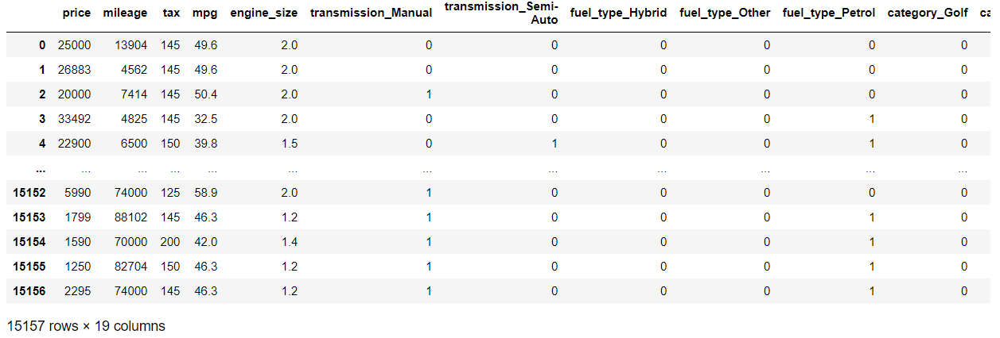 price mileage tax mpg engine_size transmission_Manual transmission_Semi-Auto fuel_type_Hybrid fuel_type_Other fuel_type_Petrol category_Golf ca
0 25000 13904 145 49.6 2.0 0 0 0 0 0 0
1 26883 4562 145 49.6 2.0 0 0 0 0 0 0
2 20000 7414 145 50.4 2.0 1 0 0 0 0 0
3 33492 4825 145 32.5 2.0 0 0 0 0 1 0
4 22900 6500 150 39.8 1.5 0 1 0 0 1 0
... ... ... ... ... ... ... ... ... ... ... ...
15152 5990 74000 125 58.9 2.0 1 0 0 0 0 0
15153 1799 88102 145 46.3 1.2 1 0 0 0 1 0
15154 1590 70000 200 42.0 1.4 1 0 0 0 1 0
15155 1250 82704 150 46.3 1.2 1 0 0 0 1 0
15156 2295 74000 145 46.3 1.2 1 0 0 0 1 0
15157 rows × 19 columns